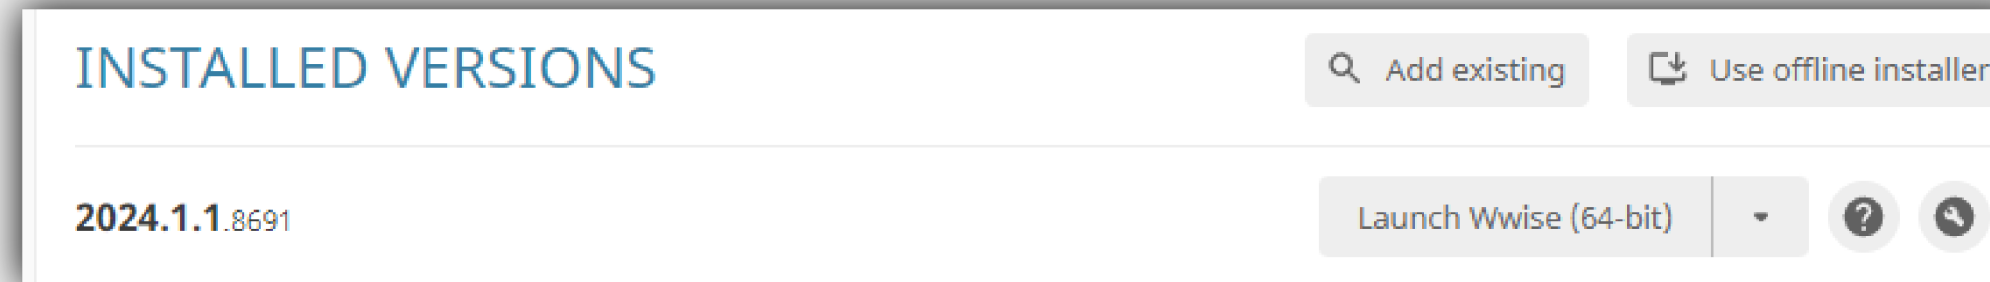 INSTALLED VERSIONS
Add existing
Use offline installer
2024.1.1.8691
Launch Wwise (64-bit)